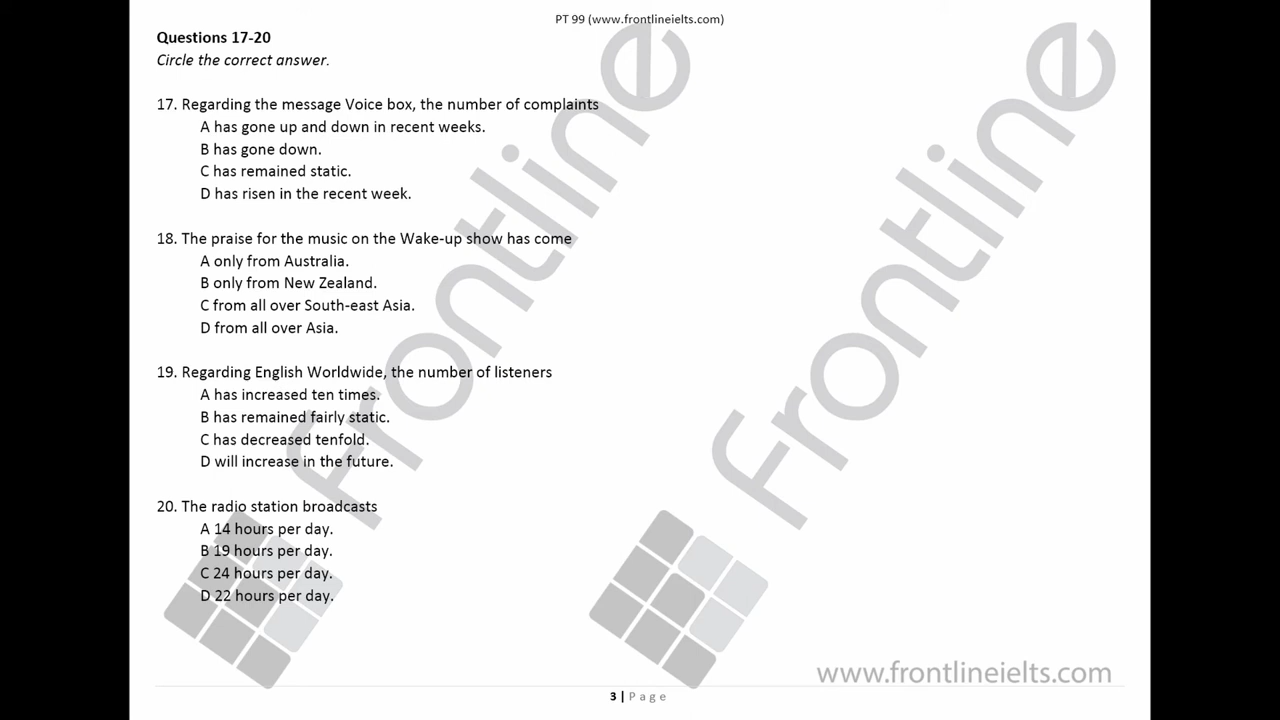 PT 99 (www.frontlineielts.com)
Questions 17-20
Circle the correct answer.
17. Regarding the message Voice box, the number of complaints
A has gone up and down in recent weeks.
B has gone down.
C has remained static.
D has risen in the recent week.
18. The praise for the music on the Wake-up show has come
A only from Australia.
B only from New Zealand.
C from all over South-east Asia.
D from all over Asia.
19. Regarding English Worldwide, the number of listeners
A has increased ten times.
B has remained fairly static.
C has decreased tenfold.
D will increase in the future.
20. The radio station broadcasts
A 14 hours per day.
B 19 hours per day.
C 24 hours per day.
D 22 hours per day.
frontline
frontline
www.frontlineielts.com
3 | Page